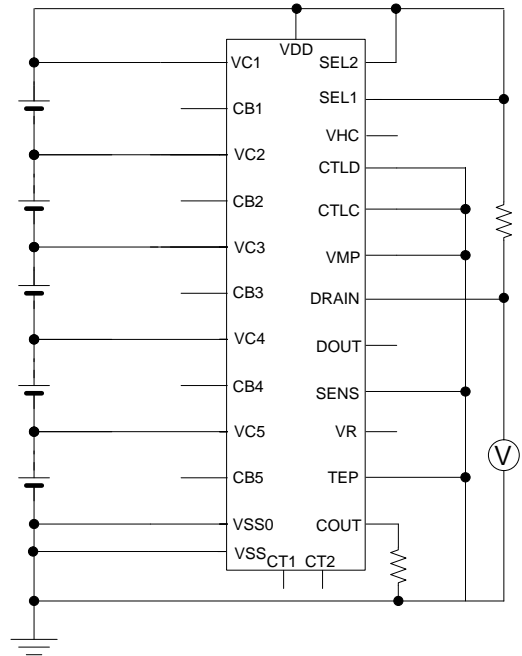 VDD
VC1
SEL2
CB1
SEL1
VHC
VC2
CTLD
CB2
CTLC
VC3
VMP
CB3
DRAIN
VC4
DOUT
CB4
SENS
VC5
VR
CB5
TEP
VSS0
COUT
VSS
CT1
CT2
V